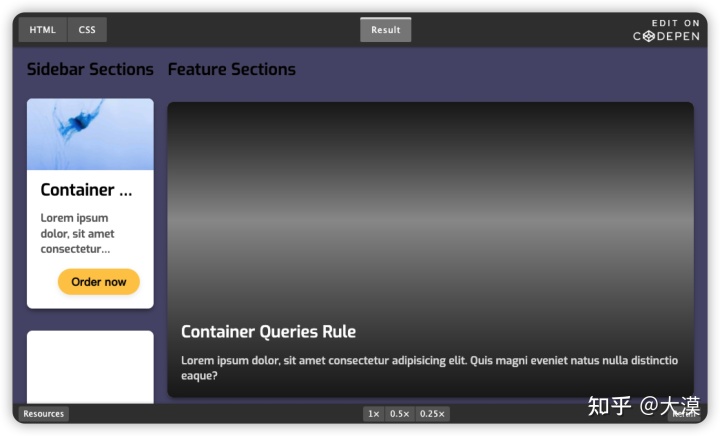 HTML CSS Result EDIT ON
CODEPEN
Sidebar Sections Feature Sections
Container ...
Lorem ipsum
dolor, sit amet
consectetur...
Order now
Container Queries Rule
Lorem ipsum dolor, sit amet consectetur adipisicing elit. Quis magni eveniet natus nulla distinctio
eaque?
Resources 1× 0.5× 0.25× Rerun
知乎 @大漠